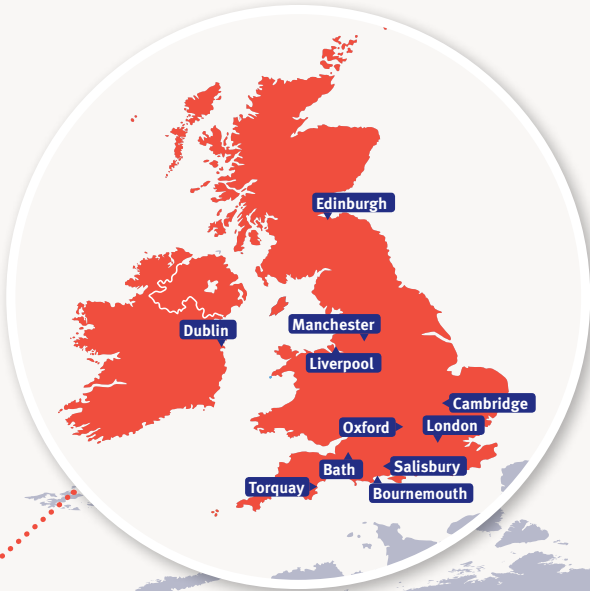 Edinburgh
Manchester
Dublin
Liverpool
Cambridge
London
Oxford
Salisbury
Bath
Torquay
Bournemouth